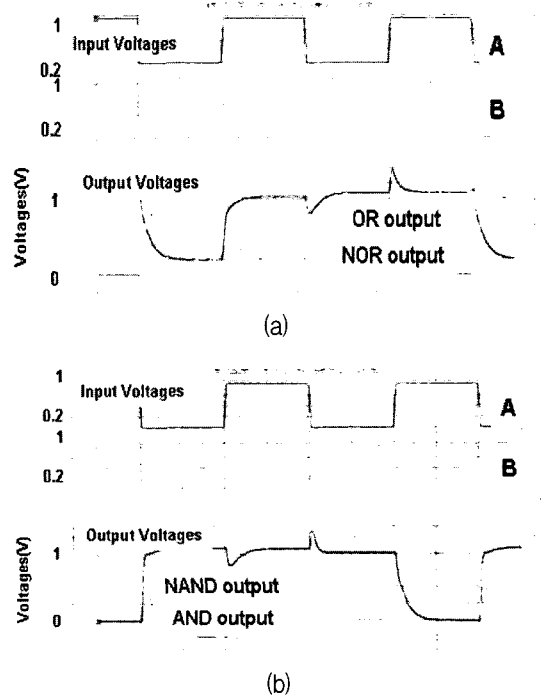 1
Input Voltages
A
0.2
1
B
0.2
Output Voltages
Voltages(V)
1
OR output
NOR output
0
(a)
1
Input Voltages
A
0.2
1
B
0.2
Output Voltages
Voltages(V)
1
NAND output
AND output
0
(b)